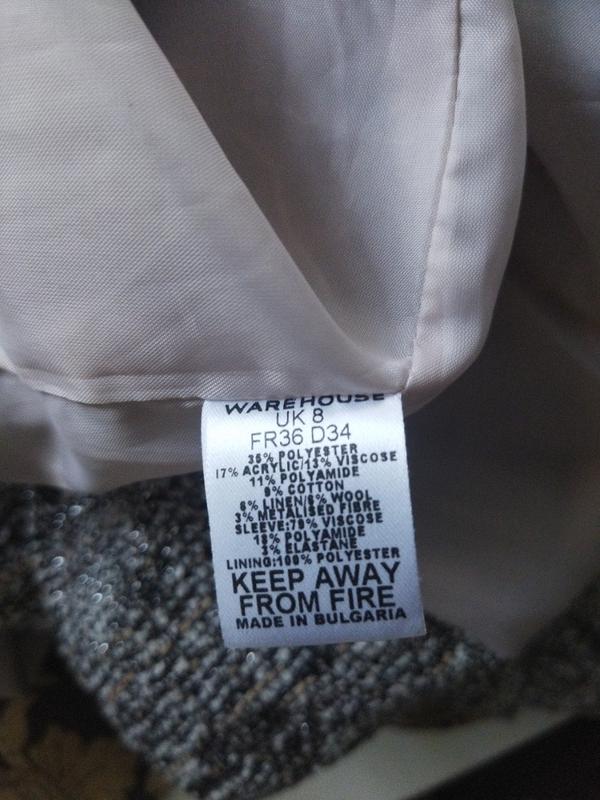 WAREHOUSE
UK 8
FR36 D34
35% POLYESTER
17% ACRYLIC/13% VISCOSE
11% POLYAMIDE
9% COTTON
6% LINEN/6% WOOL
3% METALISED FIBRE
SLEEVE:79% VISCOSE
18% POLYAMIDE
3% ELASTANE
LINING:100% POLYESTER
KEEP AWAY
FROM FIRE
MADE IN BULGARIA